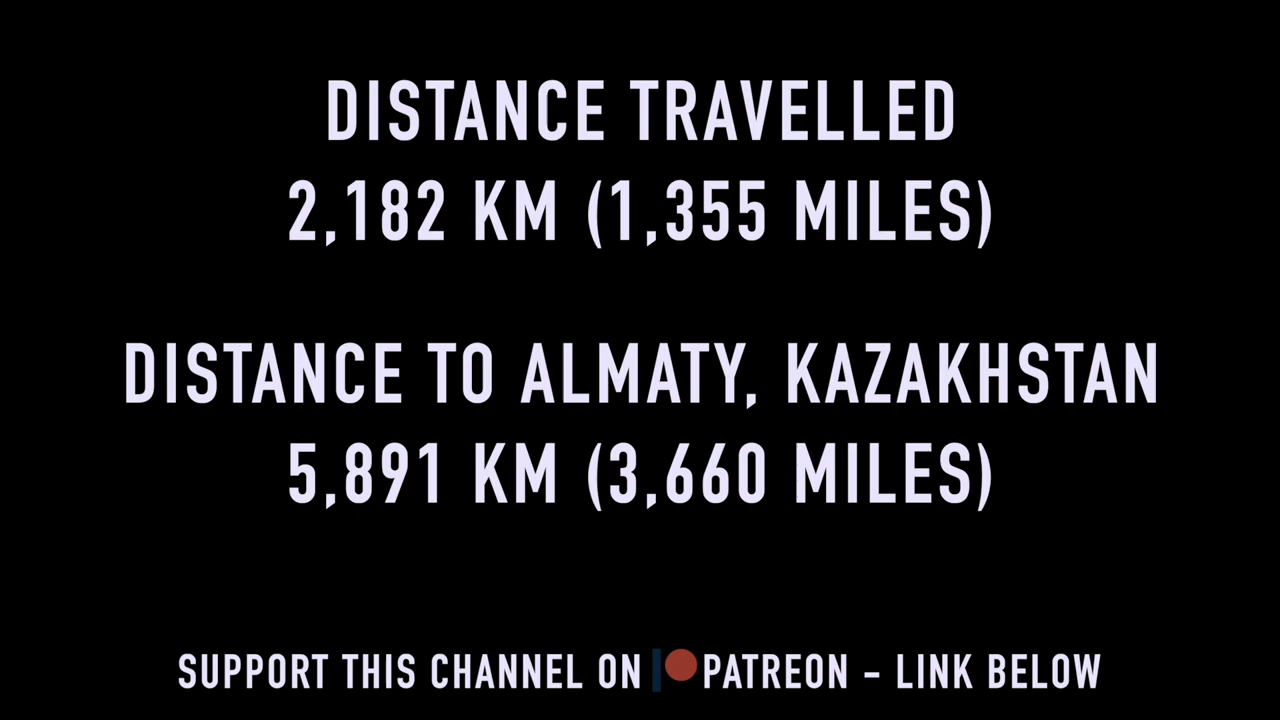 DISTANCE TRAVELLED
2,182 KM (1,355 MILES)
DISTANCE TO ALMATY, KAZAKHSTAN
5,891 KM (3,660 MILES)
SUPPORT THIS CHANNEL ON PATREON - LINK BELOW